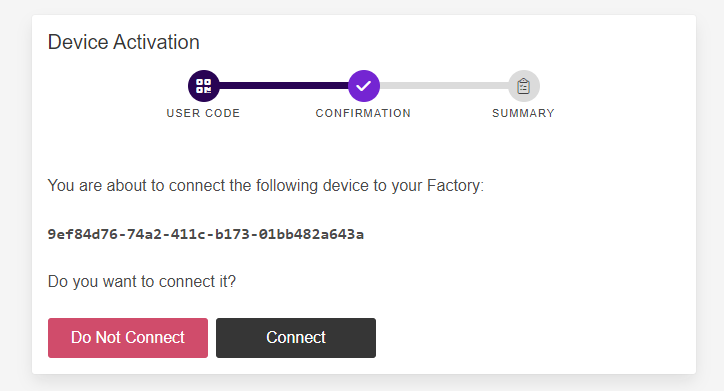 Device Activation
USER CODE
CONFIRMATION
SUMMARY
You are about to connect the following device to your Factory:
9ef84d76-74a2-411c-b173-01bb482a643a
Do you want to connect it?
Do Not Connect
Connect